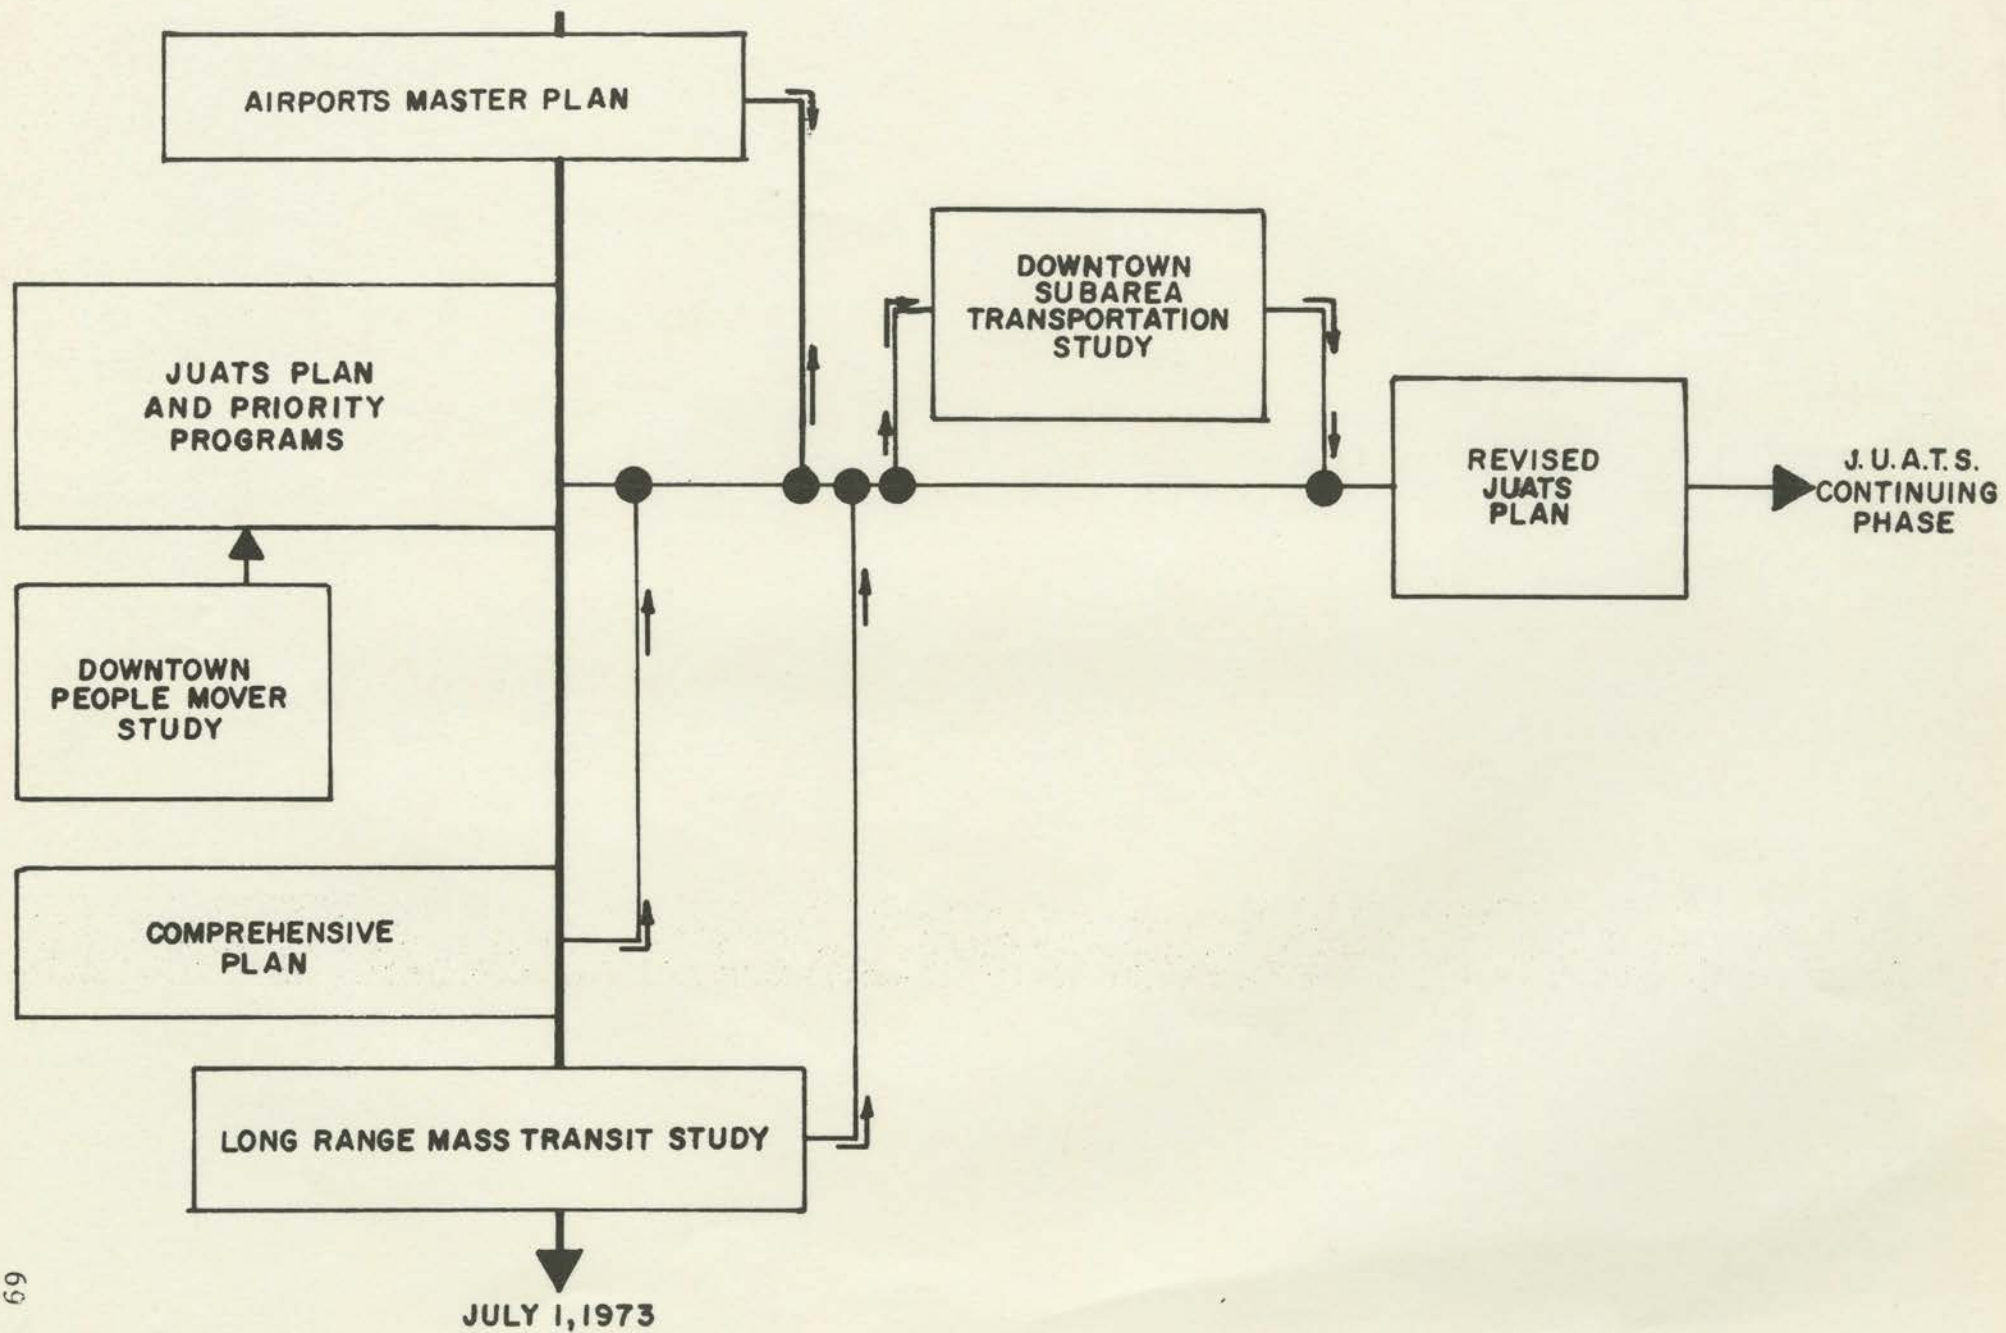 AIRPORTS MASTER PLAN
DOWNTOWN
SUBAREA
TRANSPORTATION
STUDY
JUATS PLAN
AND PRIORITY
PROGRAMS
REVISED
JUATS
PLAN
J. U. A. T. S.
CONTINUING
PHASE
DOWNTOWN
PEOPLE MOVER
STUDY
COMPREHENSIVE
PLAN
LONG RANGE MASS TRANSIT STUDY
JULY 1, 1973
69